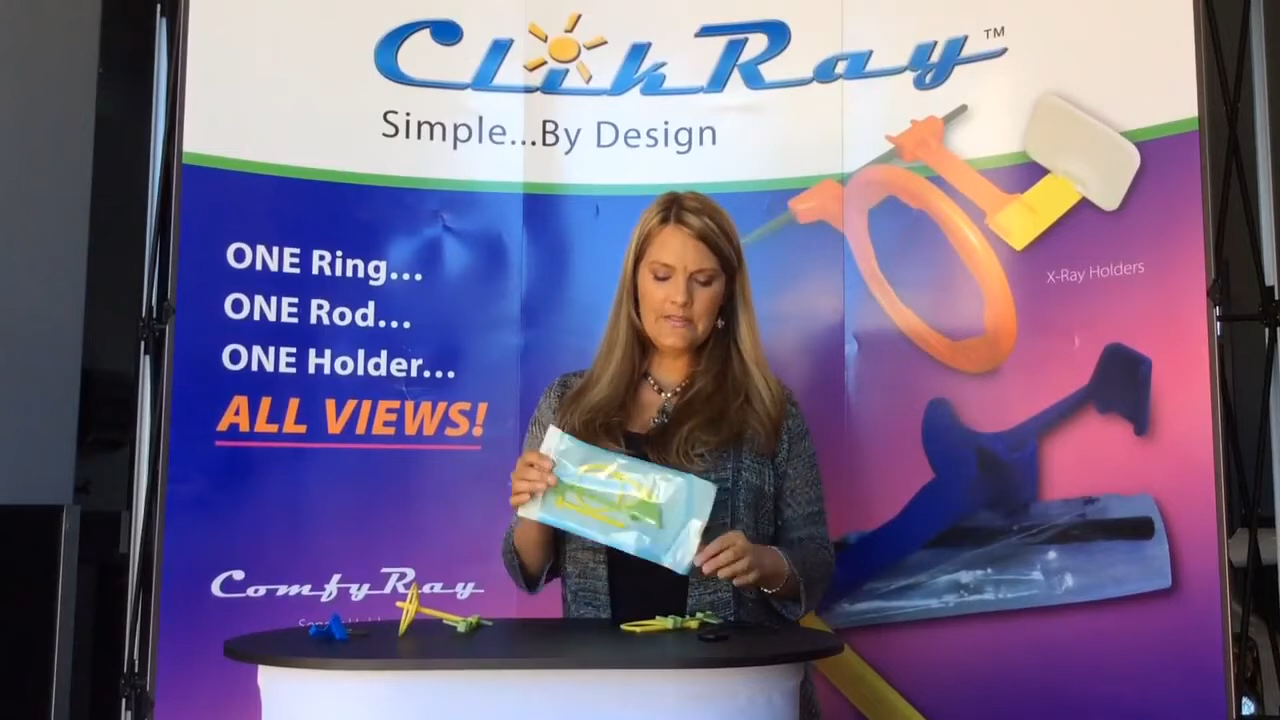 ClikRay™
Simple...By Design
ONE Ring...
ONE Rod...
ONE Holder...
ALL VIEWS!
X-Ray Holders
ComfyRay